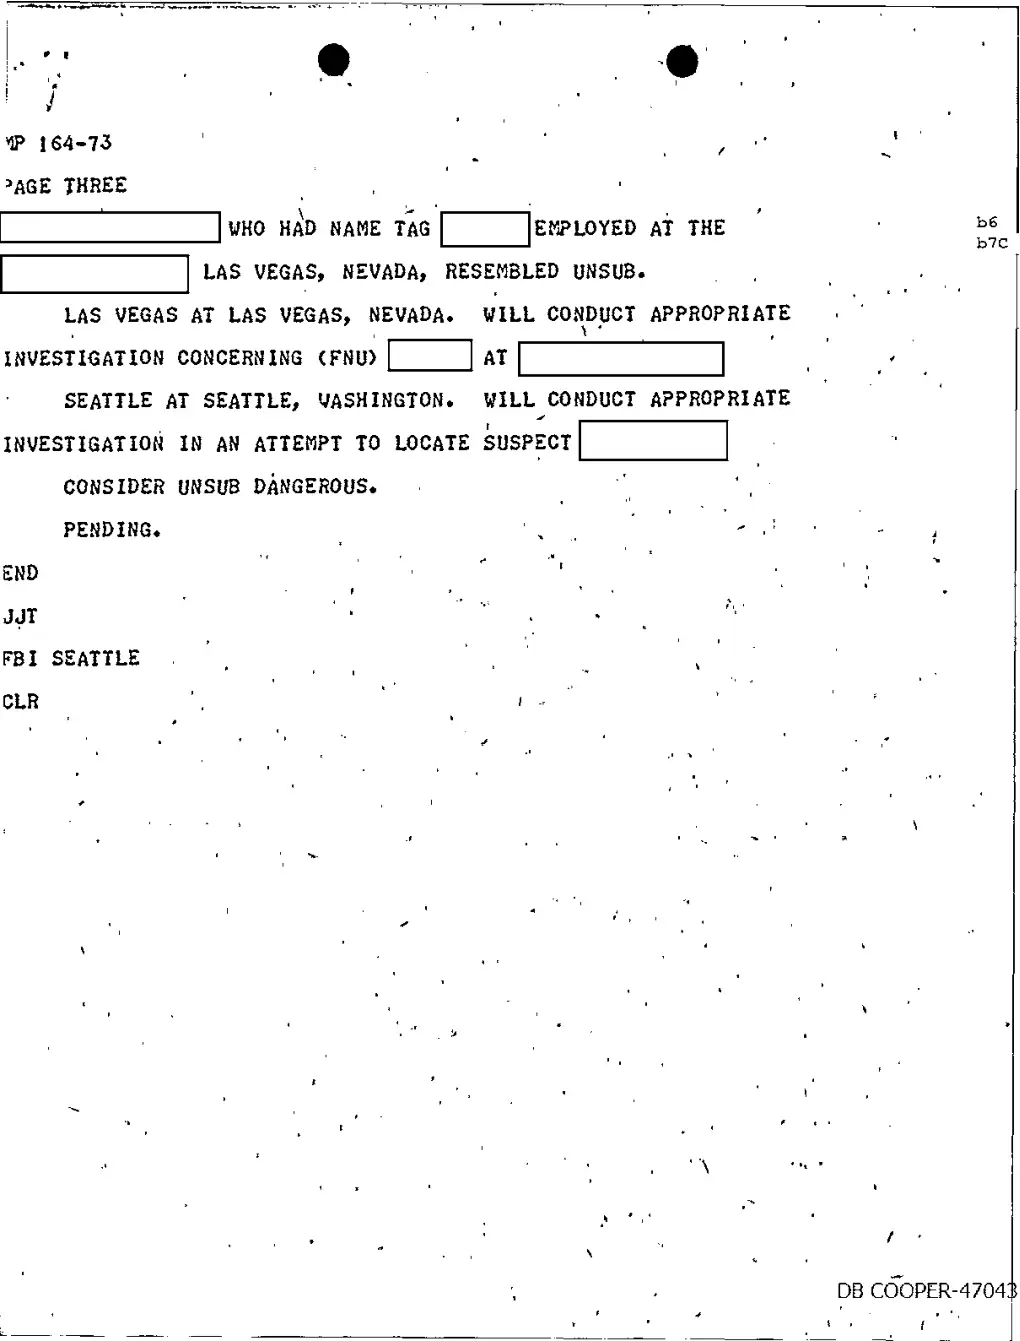 MP 164-73
PAGE THREE
WHO HAD NAME TAG EMPLOYED AT THE
b6
b7C
LAS VEGAS, NEVADA, RESEMBLED UNSUB.
LAS VEGAS AT LAS VEGAS, NEVADA. WILL CONDUCT APPROPRIATE
INVESTIGATION CONCERNING (FNU) AT
SEATTLE AT SEATTLE, WASHINGTON. WILL CONDUCT APPROPRIATE
INVESTIGATION IN AN ATTEMPT TO LOCATE SUSPECT
CONSIDER UNSUB DANGEROUS.
PENDING.
END
JJT
FBI SEATTLE
CLR
DB COOPER-47043